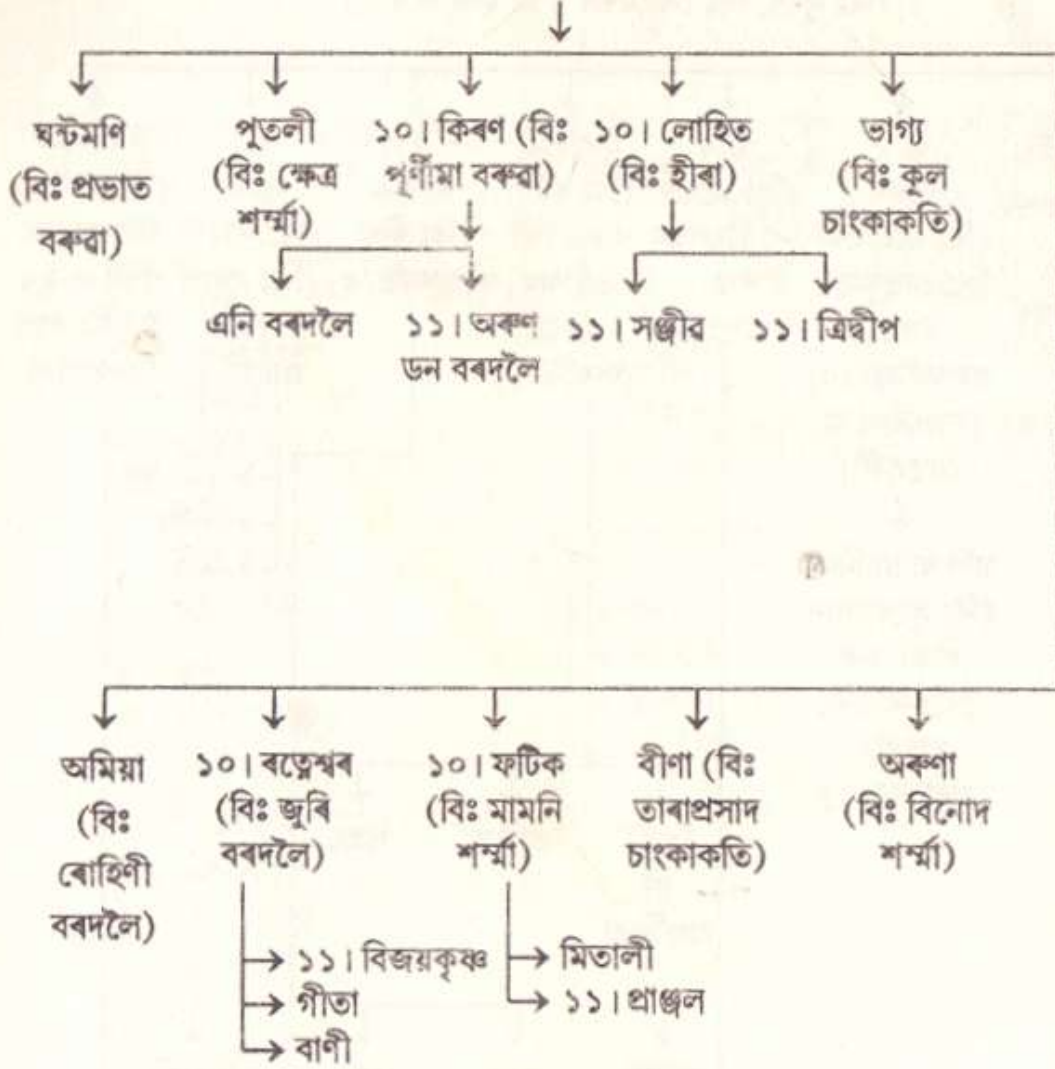 ঘন্টমণি
(বিঃ প্ৰভাত
বৰুৱা)
পুতলী
(বিঃ ক্ষেত্ৰ
শৰ্ম্মা)
১০। কিৰণ (বিঃ
পূৰ্ণীমা বৰুৱা)
১০। লোহিত
(বিঃ হীৰা)
ভাগ্য
(বিঃ কুল
চাংকাকতি)
এনি বৰদলৈ
১১। অৰুণ
ডন বৰদলৈ
১১। সঞ্জীৱ
১১। ত্ৰিদ্বীপ
অমিয়া
(বিঃ
ৰোহিণী
বৰদলৈ)
১০। ৰত্নেশ্বৰ
(বিঃ জুৰি
বৰদলৈ)
১০। ফটিক
(বিঃ মামনি
শৰ্ম্মা)
বীণা (বিঃ
তাৰাপ্ৰসাদ
চাংকাকতি)
অৰুণা
(বিঃ বিনোদ
শৰ্ম্মা)
১১। বিজয়কৃষ্ণ
গীতা
বাণী
মিতালী
১১। প্ৰাঞ্জল